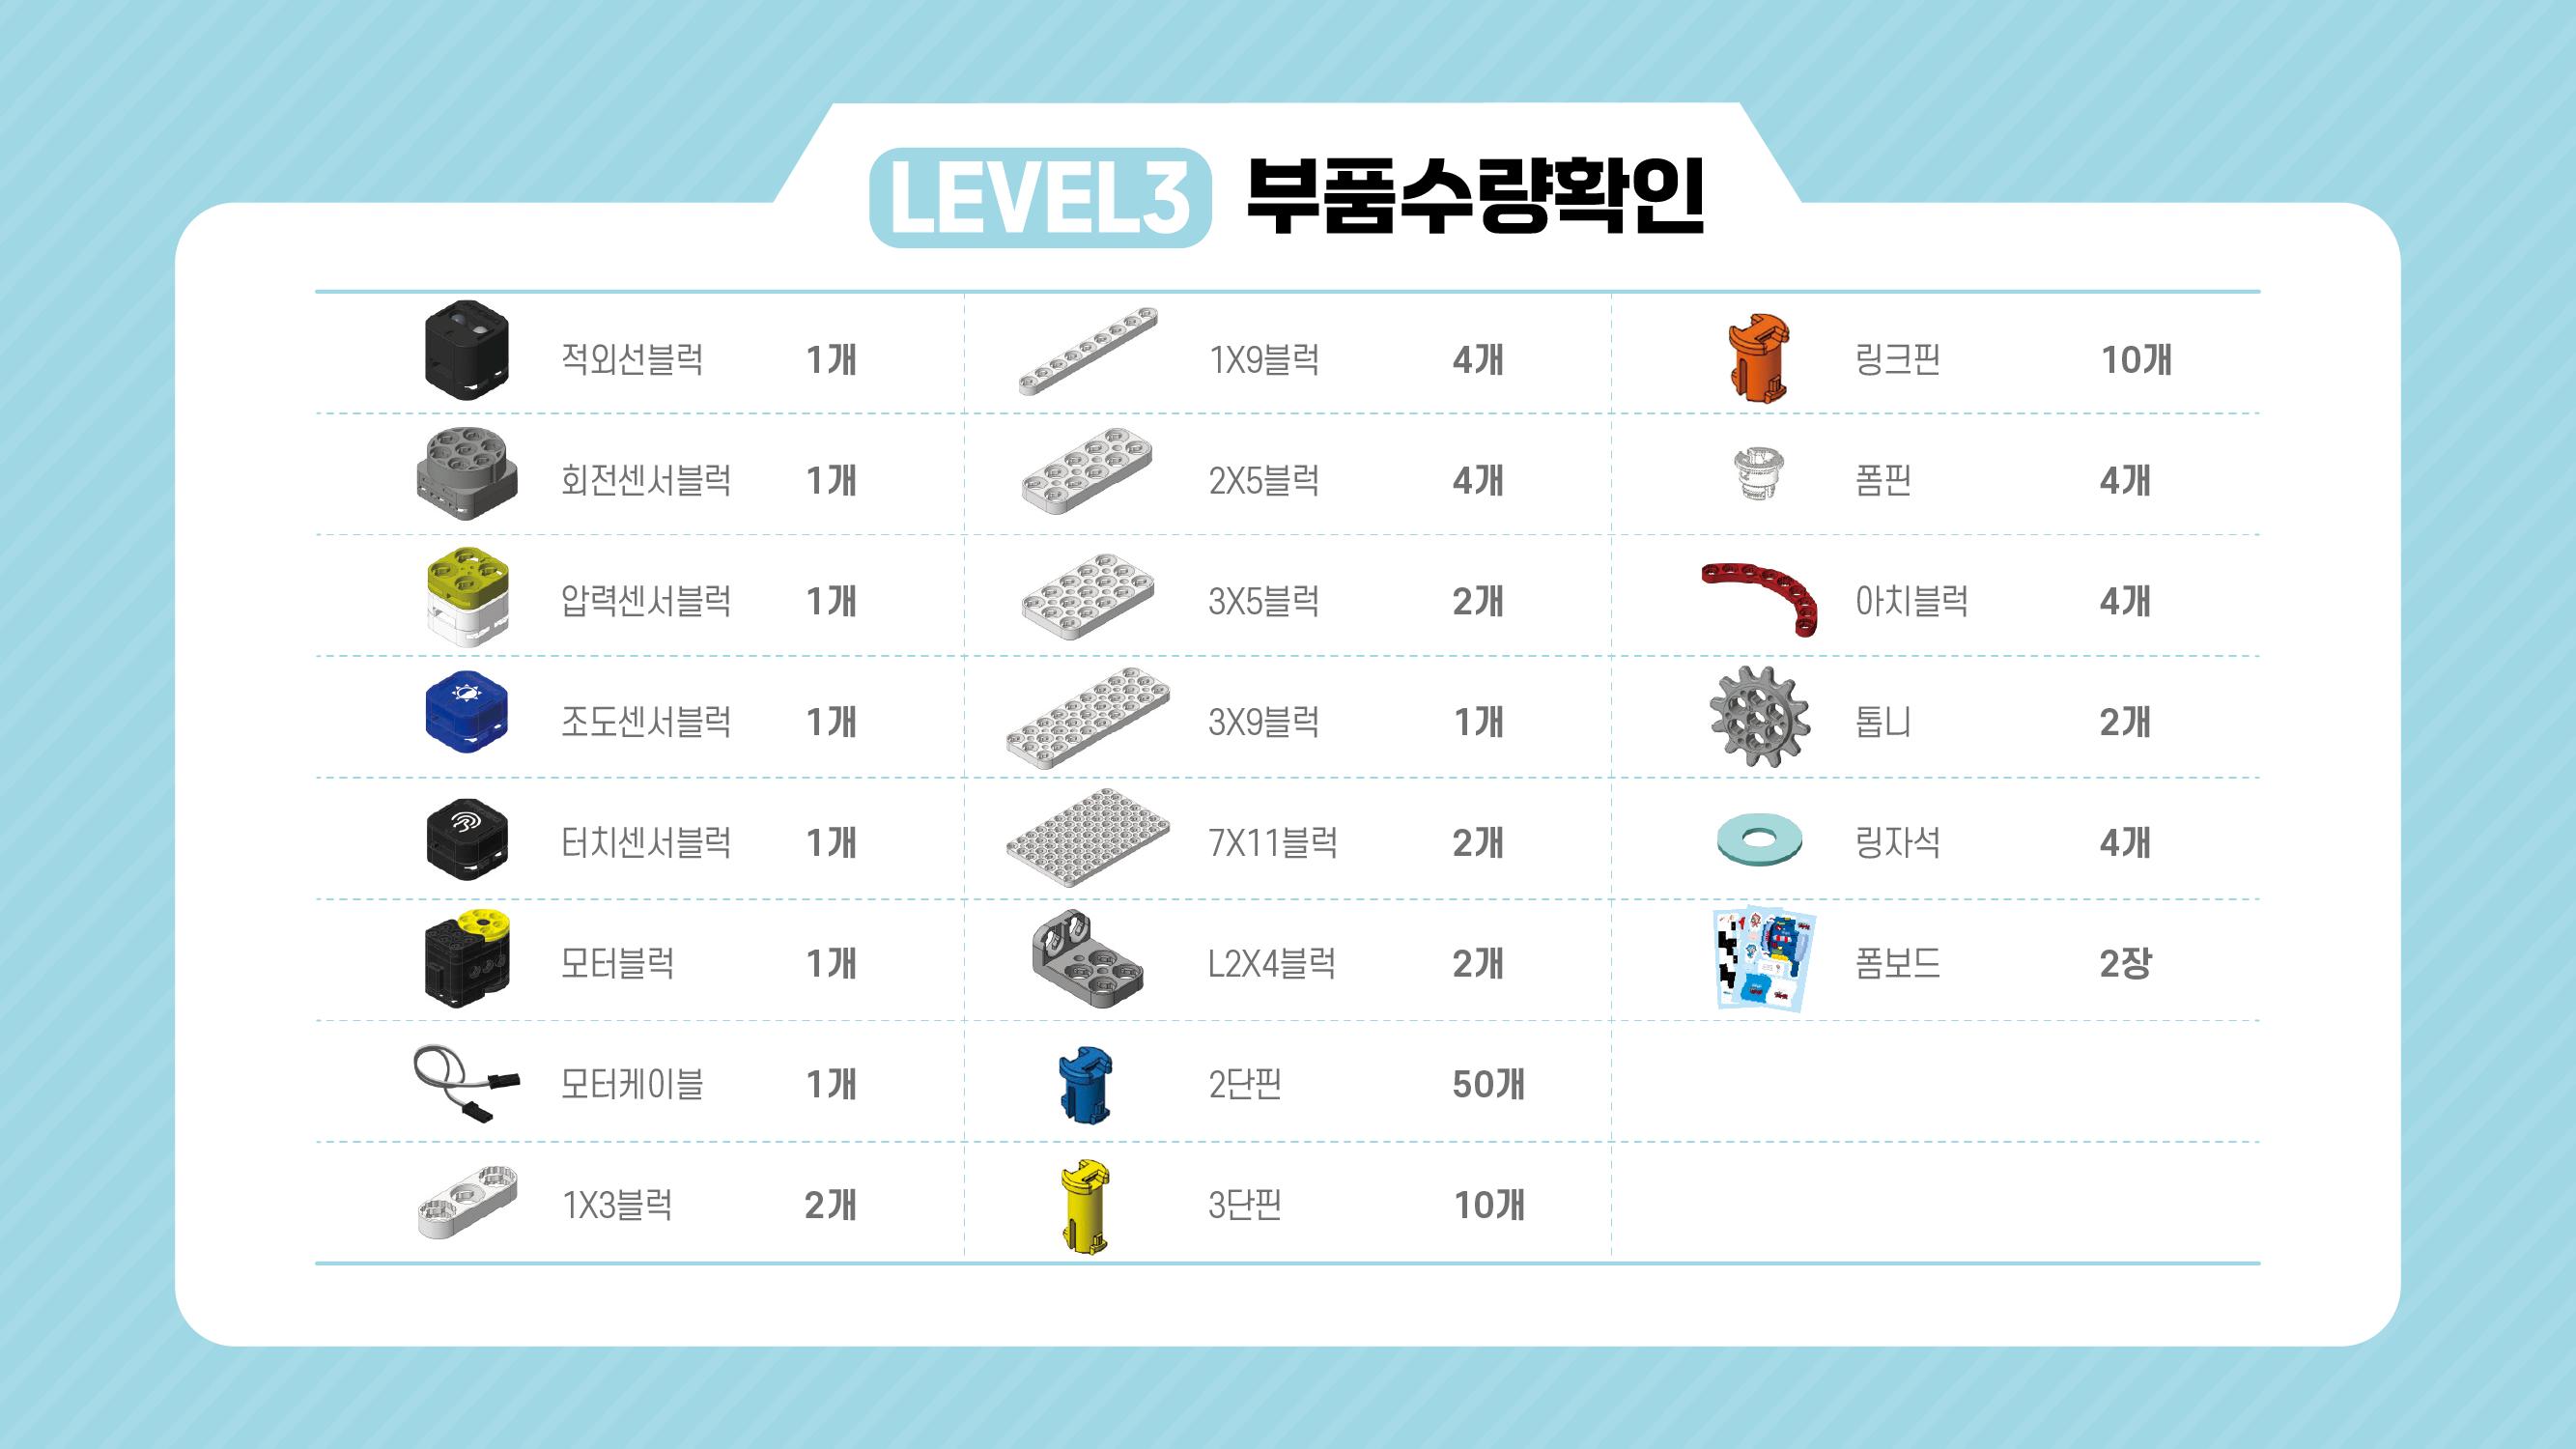 LEVEL3 부품수량확인
적외선블럭 1개 1X9블럭 4개 링크핀 10개
회전센서블럭 1개 2X5블럭 4개 폼핀 4개
압력센서블럭 1개 3X5블럭 2개 아치블럭 4개
조도센서블럭 1개 3X9블럭 1개 톱니 2개
터치센서블럭 1개 7X11블럭 2개 링자석 4개
모터블럭 1개 L2X4블럭 2개 폼보드 2장
모터케이블 1개 2단핀 50개
1X3블럭 2개 3단핀 10개